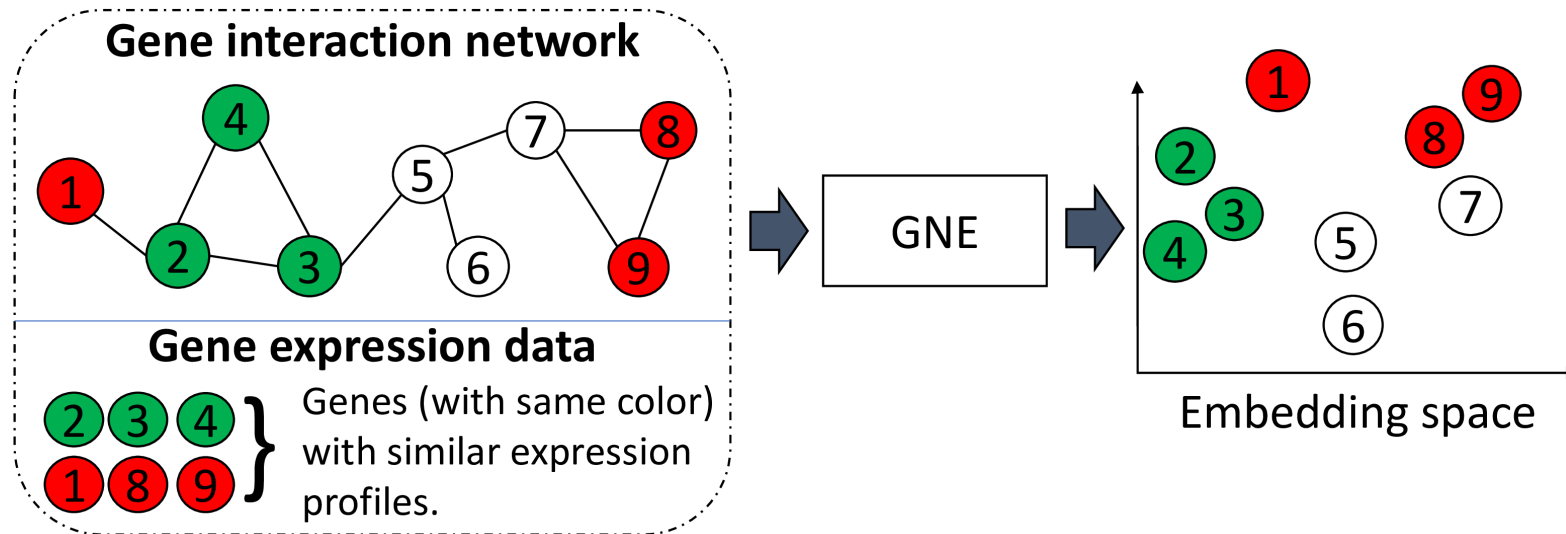 Gene interaction network
4
7
8
5
1
2
3
6
9
Gene expression data
2 3 4
1 8 9
}
Genes (with same color)
with similar expression
profiles.
GNE
1
9
8
2
7
3
5
4
6
Embedding space